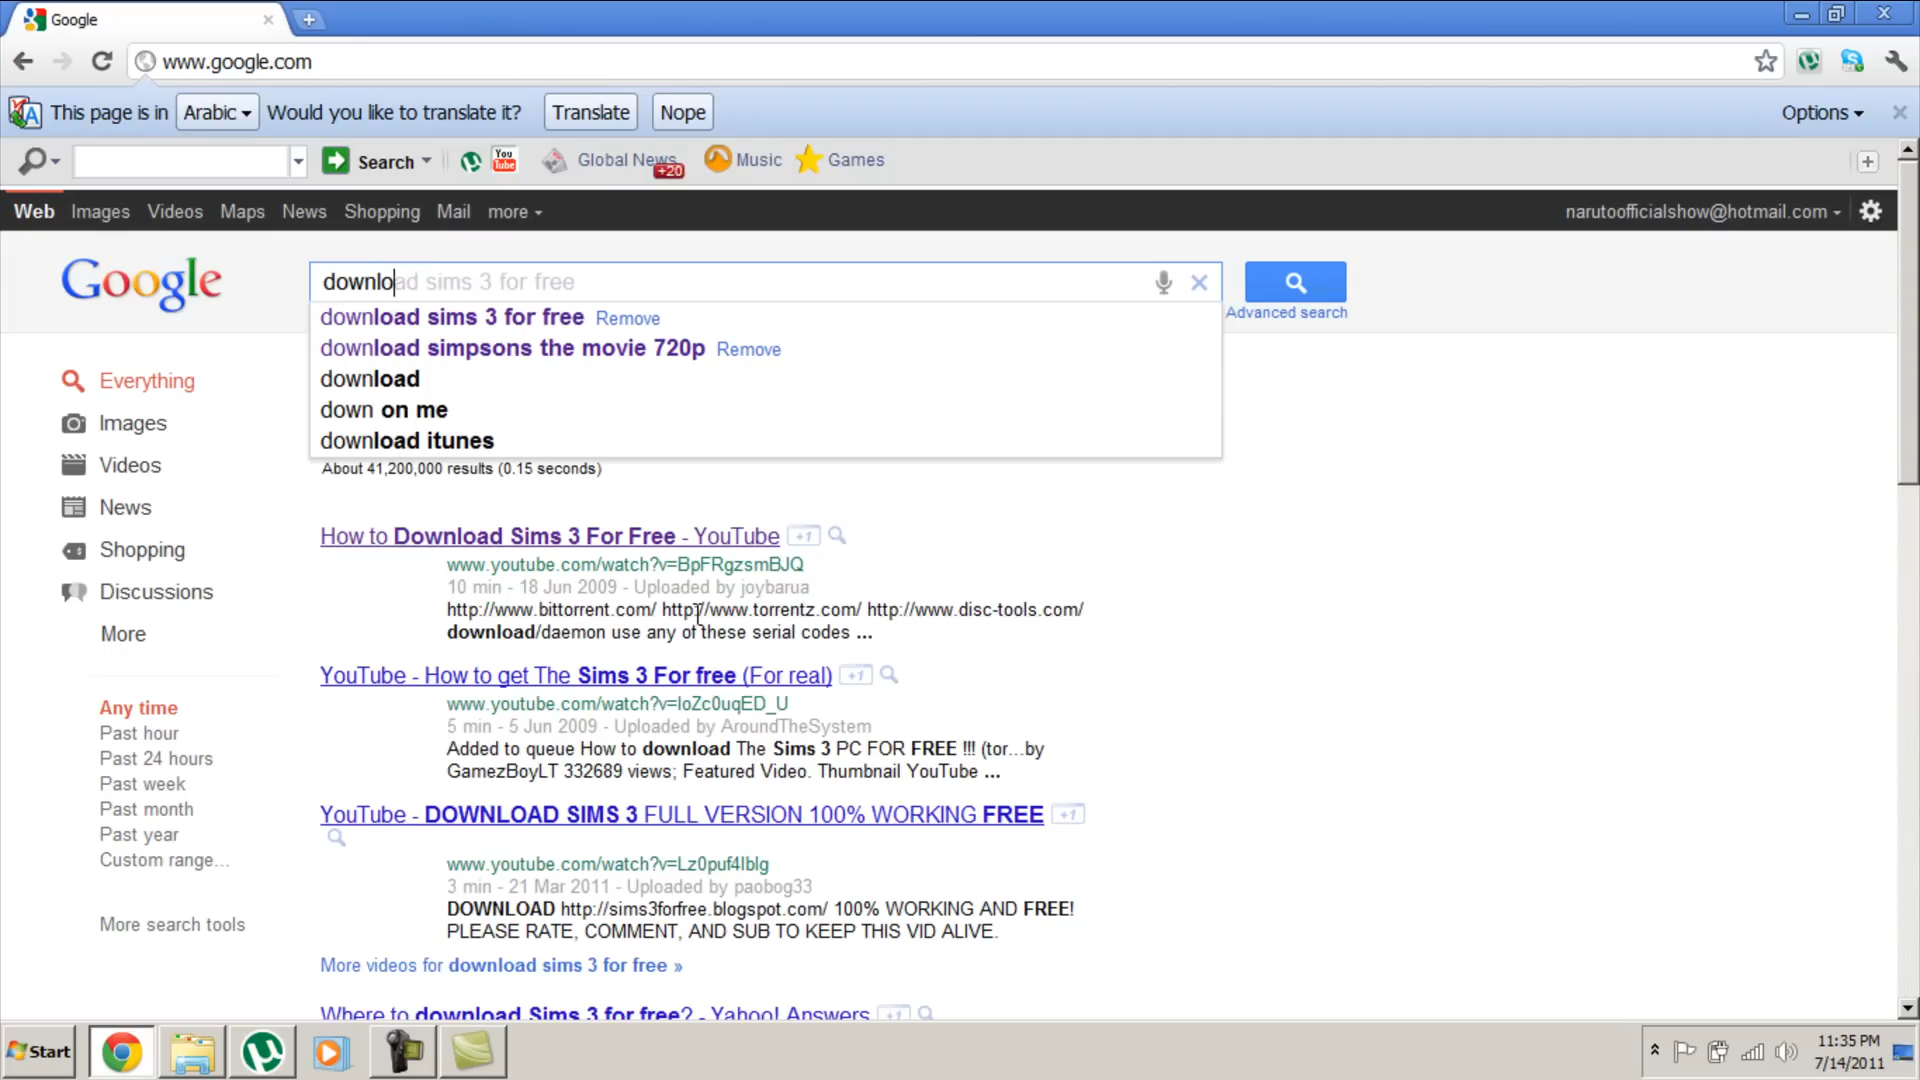 Google
www.google.com
This page is in Arabic Would you like to translate it? Translate Nope Options
Search You Tube Global News +20 Music Games
Web Images Videos Maps News Shopping Mail more narutoofficialshow@hotmail.com
Google
download sims 3 for free
Advanced search
download sims 3 for free Remove
download simpsons the movie 720p Remove
download
down on me
download itunes
About 41,200,000 results (0.15 seconds)
Everything
Images
Videos
News
Shopping
Discussions
More
Any time
Past hour
Past 24 hours
Past week
Past month
Past year
Custom range...
More search tools
How to Download Sims 3 For Free - YouTube +1
www.youtube.com/watch?v=BpFRgzsmBJQ
10 min - 18 Jun 2009 - Uploaded by joybarua
http://www.bittorrent.com/ http://www.torrentz.com/ http://www.disc-tools.com/
download/daemon use any of these serial codes ...
YouTube - How to get The Sims 3 For free (For real) +1
www.youtube.com/watch?v=loZc0uqED_U
5 min - 5 Jun 2009 - Uploaded by AroundTheSystem
Added to queue How to download The Sims 3 PC FOR FREE !!! (tor...by
GamezBoyLT 332689 views; Featured Video. Thumbnail YouTube ...
YouTube - DOWNLOAD SIMS 3 FULL VERSION 100% WORKING FREE +1
www.youtube.com/watch?v=Lz0puf4lblg
3 min - 21 Mar 2011 - Uploaded by paobog33
DOWNLOAD http://sims3forfree.blogspot.com/ 100% WORKING AND FREE!
PLEASE RATE, COMMENT, AND SUB TO KEEP THIS VID ALIVE.
More videos for download sims 3 for free »
Where to download Sims 3 for free? - Yahoo! Answers +1
Start
11:35 PM
7/14/2011